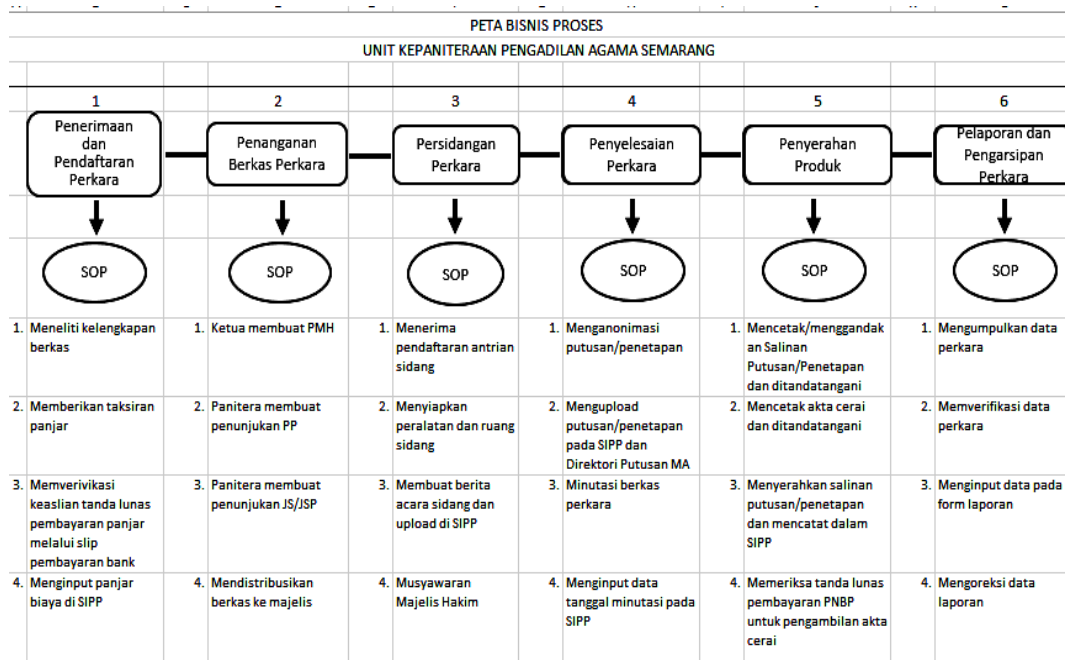 PETA BISNIS PROSES
UNIT KEPANITERAAN PENGADILAN AGAMA SEMARANG
1
2
3
4
5
6
Penerimaan
dan
Pendaftaran
Perkara
Penanganan
Berkas Perkara
Persidangan
Perkara
Penyelesaian
Perkara
Penyerahan
Produk
Pelaporan dan
Pengarsipan
Perkara
SOP
SOP
SOP
SOP
SOP
SOP
1. Meneliti kelengkapan
berkas
1. Ketua membuat PMH
1. Menerima
pendaftaran antrian
sidang
1. Menganonimasi
putusan/penetapan
1. Mencetak/menggandak
an Salinan
Putusan/Penetapan
dan ditandatangani
1. Mengumpulkan data
perkara
2. Memberikan taksiran
panjar
2. Panitera membuat
penunjukan PP
2. Menyiapkan
peralatan dan ruang
sidang
2. Mengupload
putusan/penetapan
pada SIPP dan
Direktori Putusan MA
2. Mencetak akta cerai
dan ditandatangani
2. Memverifikasi data
perkara
3. Memverivikasi
keaslian tanda lunas
pembayaran panjar
melalui slip
pembayaran bank
3. Panitera membuat
penunjukan JS/JSP
3. Membuat berita
acara sidang dan
upload di SIPP
3. Minutasi berkas
perkara
3. Menyerahkan salinan
putusan/penetapan
dan mencatat dalam
SIPP
3. Menginput data pada
form laporan
4. Menginput panjar
biaya di SIPP
4. Mendistribusikan
berkas ke majelis
4. Musyawaran
Majelis Hakim
4. Menginput data
tanggal minutasi pada
SIPP
4. Memeriksa tanda lunas
pembayaran PNBP
untuk pengambilan akta
cerai
4. Mengoreksi data
laporan